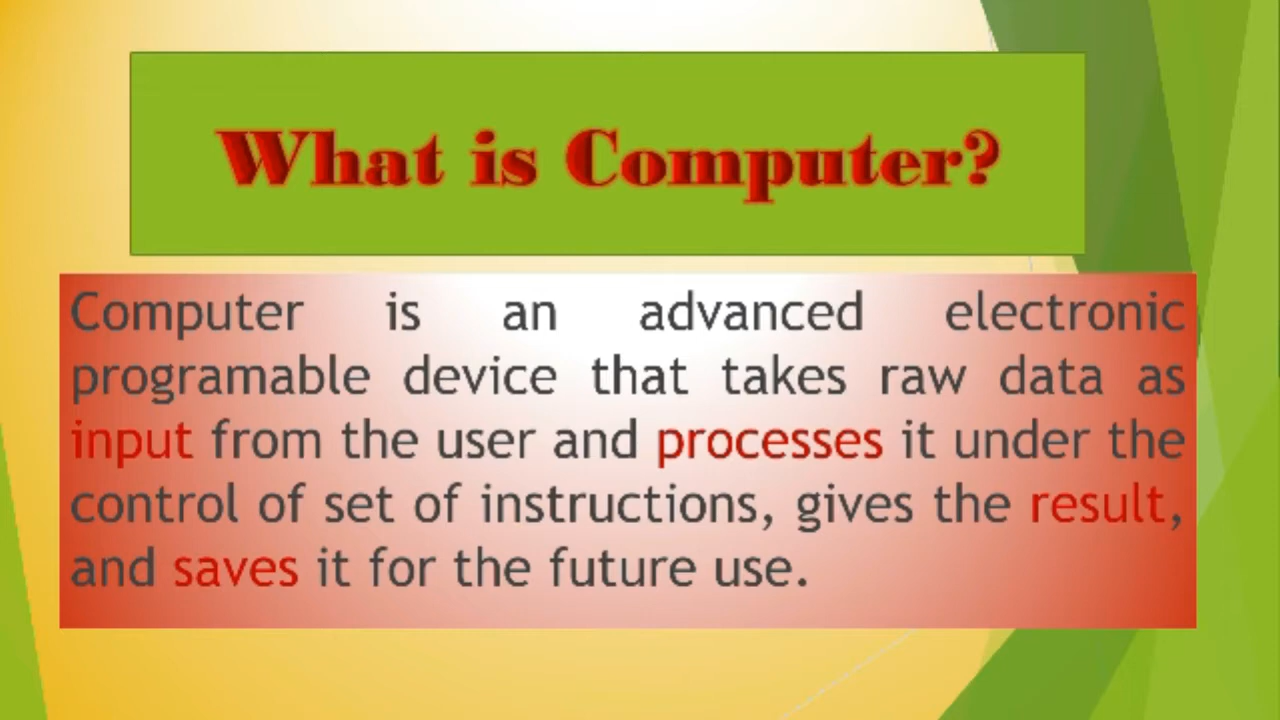 What is Computer?
Computer is an advanced electronic
programable device that takes raw data as
input from the user and processes it under the
control of set of instructions, gives the result,
and saves it for the future use.